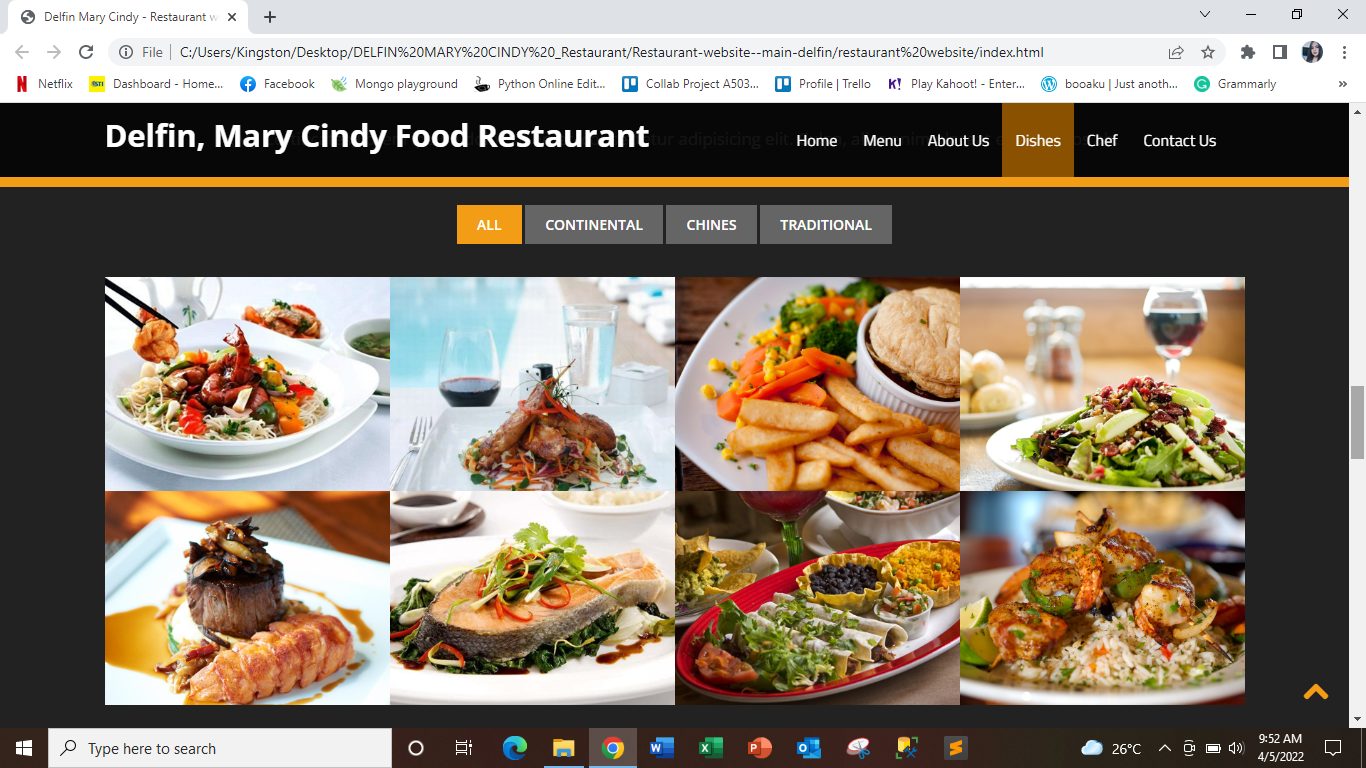 Delfin Mary Cindy - Restaurant w
File C:/Users/Kingston/Desktop/DELFIN%20MARY%20CINDY%20_Restaurant/Restaurant-website--main-delfin/restaurant%20website/index.html
Netflix Dashboard - Home... Facebook Mongo playground Python Online Edit... Collab Project A503... Profile | Trello Play Kahoot! - Enter... booaku | Just anoth... Grammarly
Delfin, Mary Cindy Food Restaurant Home Menu About Us Dishes Chef Contact Us
tur adipisicing elit.
ALL CONTINENTAL CHINES TRADITIONAL
Type here to search
26°C
9:52 AM
4/5/2022